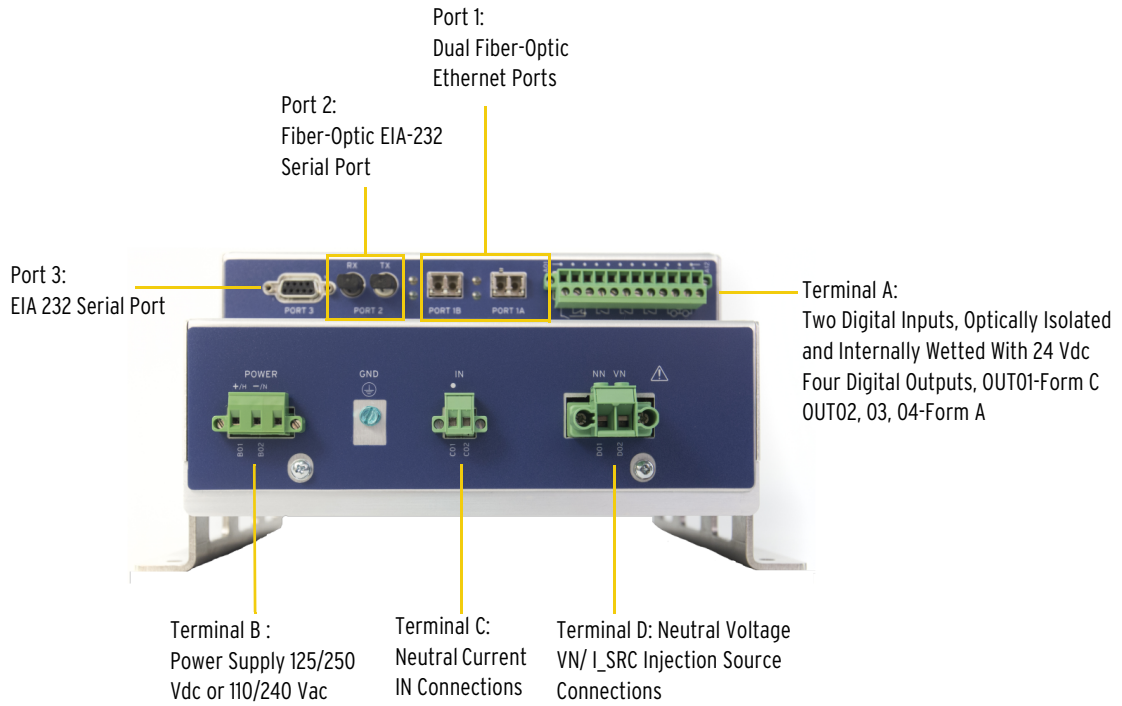 Port 1:
Dual Fiber-Optic
Ethernet Ports
Port 2:
Fiber-Optic EIA-232
Serial Port
Port 3:
EIA 232 Serial Port
RX TX
PORT 3
PORT 2
PORT 1B
PORT 1A
Terminal A:
Two Digital Inputs, Optically Isolated
and Internally Wetted With 24 Vdc
Four Digital Outputs, OUT01-Form C
OUT02, 03, 04-Form A
POWER
+/H −/N
B01
B02
GND
IN
C01
C02
NN VN
D01
D02
Terminal B :
Power Supply 125/250
Vdc or 110/240 Vac
Terminal C:
Neutral Current
IN Connections
Terminal D: Neutral Voltage
VN/ I_SRC Injection Source
Connections